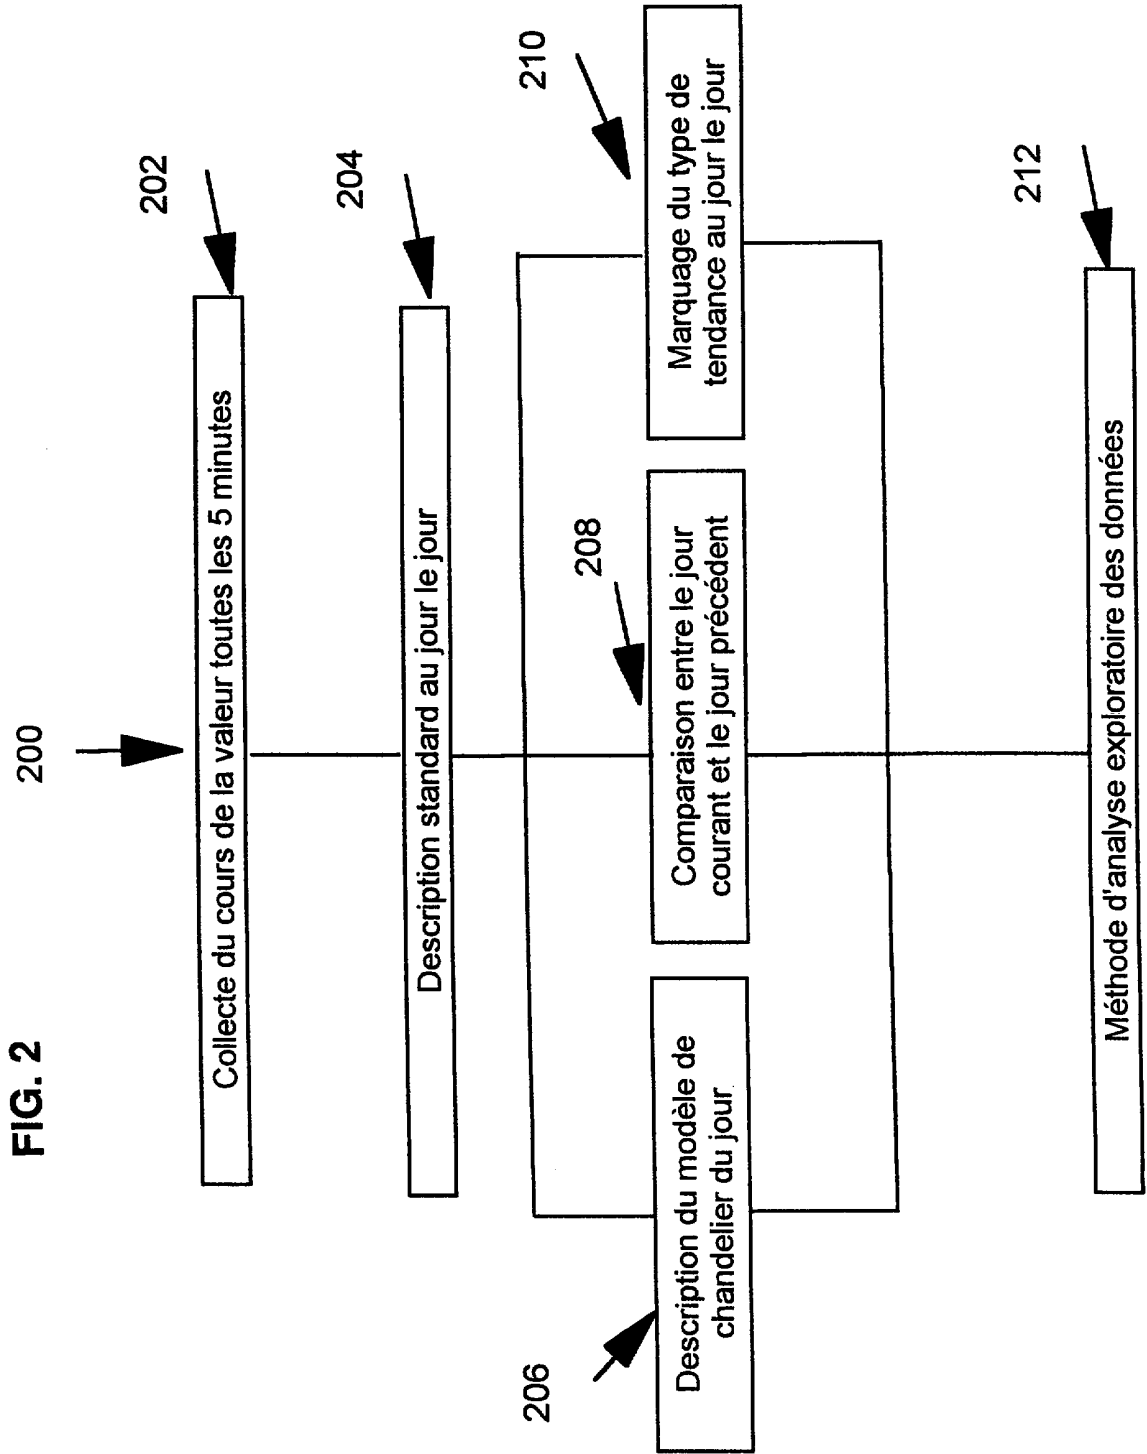 FIG. 2
200
202
Collecte du cours de la valeur toutes les 5 minutes
204
Description standard au jour le jour
206
Description du modèle de
chandelier du jour
208
Comparaison entre le jour
courant et le jour précédent
210
Marquage du type de
tendance au jour le jour
212
Méthode d'analyse exploratoire des données